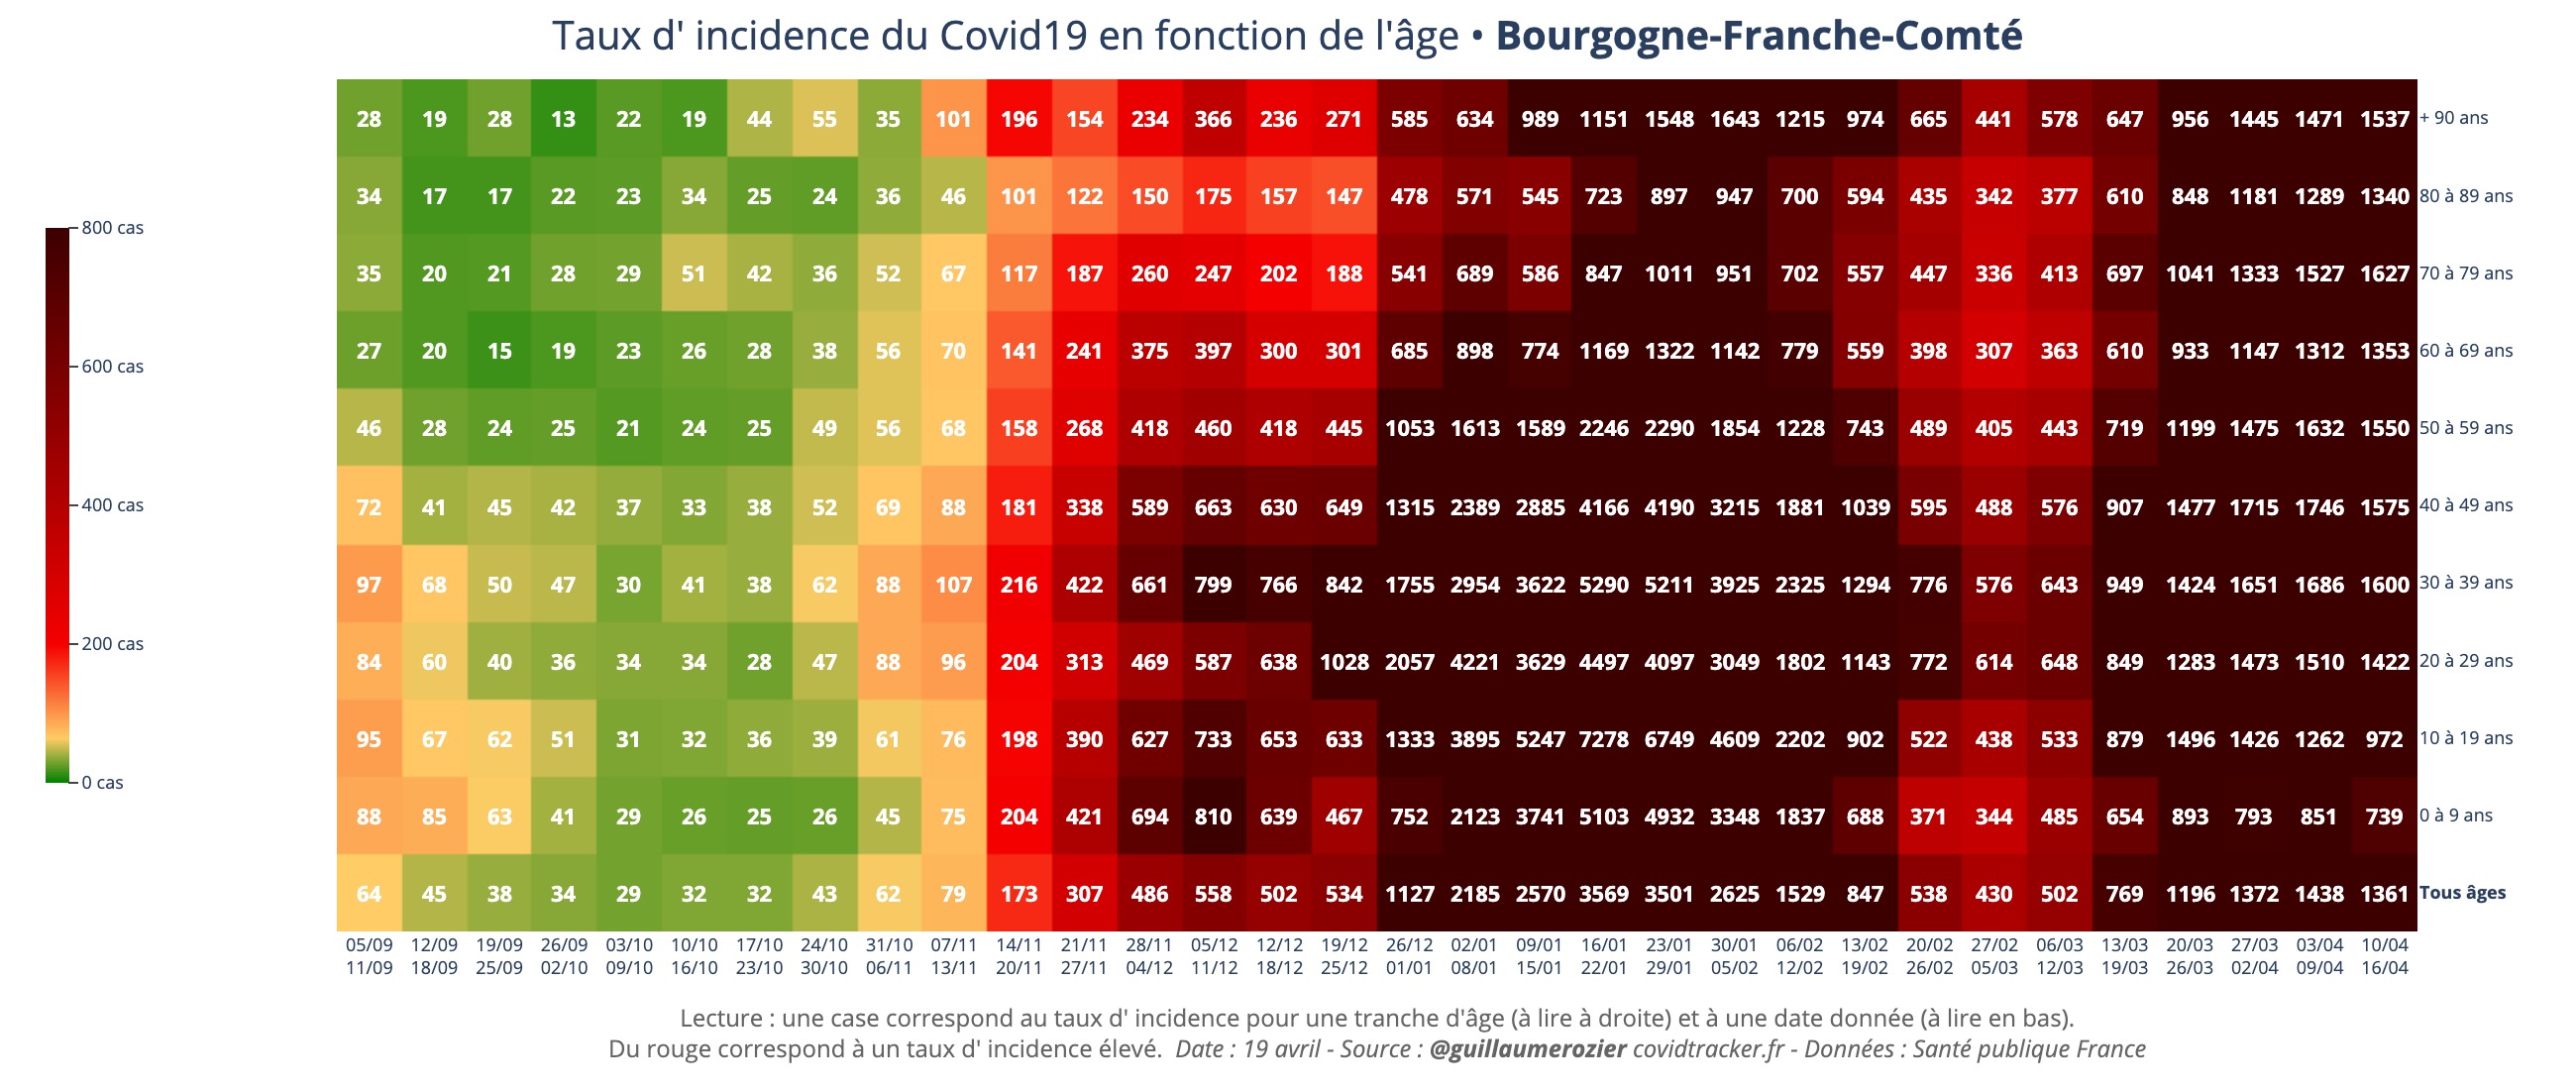 Taux d' incidence du Covid19 en fonction de l'âge • Bourgogne-Franche-Comté
800 cas
600 cas
400 cas
200 cas
0 cas
28 19 28 13 22 19 44 55 35 101 196 154 234 366 236 271 585 634 989 1151 1548 1643 1215 974 665 441 578 647 956 1445 1471 1537 + 90 ans
34 17 17 22 23 34 25 24 36 46 101 122 150 175 157 147 478 571 545 723 897 947 700 594 435 342 377 610 848 1181 1289 1340 80 à 89 ans
35 20 21 28 29 51 42 36 52 67 117 187 260 247 202 188 541 689 586 847 1011 951 702 557 447 336 413 697 1041 1333 1527 1627 70 à 79 ans
27 20 15 19 23 26 28 38 56 70 141 241 375 397 300 301 685 898 774 1169 1322 1142 779 559 398 307 363 610 933 1147 1312 1353 60 à 69 ans
46 28 24 25 21 24 25 49 56 68 158 268 418 460 418 445 1053 1613 1589 2246 2290 1854 1228 743 489 405 443 719 1199 1475 1632 1550 50 à 59 ans
72 41 45 42 37 33 38 52 69 88 181 338 589 663 630 649 1315 2389 2885 4166 4190 3215 1881 1039 595 488 576 907 1477 1715 1746 1575 40 à 49 ans
97 68 50 47 30 41 38 62 88 107 216 422 661 799 766 842 1755 2954 3622 5290 5211 3925 2325 1294 776 576 643 949 1424 1651 1686 1600 30 à 39 ans
84 60 40 36 34 34 28 47 88 96 204 313 469 587 638 1028 2057 4221 3629 4497 4097 3049 1802 1143 772 614 648 849 1283 1473 1510 1422 20 à 29 ans
95 67 62 51 31 32 36 39 61 76 198 390 627 733 653 633 1333 3895 5247 7278 6749 4609 2202 902 522 438 533 879 1496 1426 1262 972 10 à 19 ans
88 85 63 41 29 26 25 26 45 75 204 421 694 810 639 467 752 2123 3741 5103 4932 3348 1837 688 371 344 485 654 893 793 851 739 0 à 9 ans
64 45 38 34 29 32 32 43 62 79 173 307 486 558 502 534 1127 2185 2570 3569 3501 2625 1529 847 538 430 502 769 1196 1372 1438 1361 Tous âges
05/09 12/09 19/09 26/09 03/10 10/10 17/10 24/10 31/10 07/11 14/11 21/11 28/11 05/12 12/12 19/12 26/12 02/01 09/01 16/01 23/01 30/01 06/02 13/02 20/02 27/02 06/03 13/03 20/03 27/03 03/04 10/04
11/09 18/09 25/09 02/10 09/10 16/10 23/10 30/10 06/11 13/11 20/11 27/11 04/12 11/12 18/12 25/12 01/01 08/01 15/01 22/01 29/01 05/02 12/02 19/02 26/02 05/03 12/03 19/03 26/03 02/04 09/04 16/04
Lecture : une case correspond au taux d' incidence pour une tranche d'âge (à lire à droite) et à une date donnée (à lire en bas).
Du rouge correspond à un taux d' incidence élevé. Date : 19 avril - Source : @guillaumerozier covidtracker.fr - Données : Santé publique France